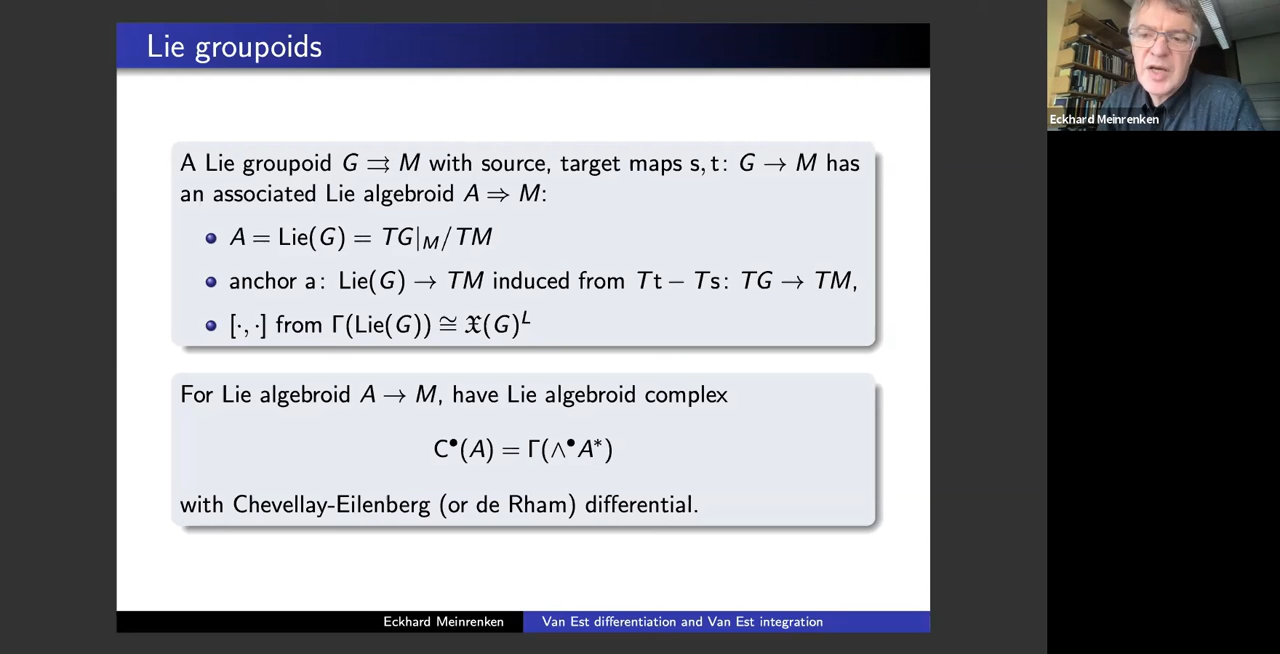 Lie groupoids
Eckhard Meinrenken
A Lie groupoid G ⇉ M with source, target maps s, t: G → M has
an associated Lie algebroid A ⇒ M:
A = Lie(G) = TG|_M/TM
anchor a: Lie(G) → TM induced from Tt − Ts: TG → TM,
[·, ·] from Γ(Lie(G)) ≅ 𝔛(G)^L
For Lie algebroid A → M, have Lie algebroid complex
C^•(A) = Γ(∧^•A*)
with Chevellay-Eilenberg (or de Rham) differential.
Eckhard Meinrenken Van Est differentiation and Van Est integration